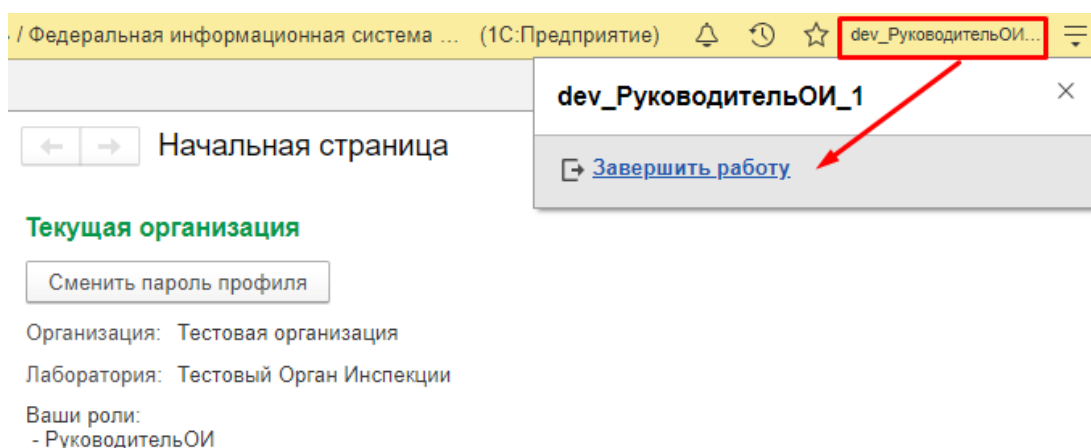 / Федеральная информационная система ... (1С:Предприятие) dev_РуководительОИ...
dev_РуководительОИ_1
Завершить работу
Начальная страница
Текущая организация
Сменить пароль профиля
Организация: Тестовая организация
Лаборатория: Тестовый Орган Инспекции
Ваши роли:
- РуководительОИ